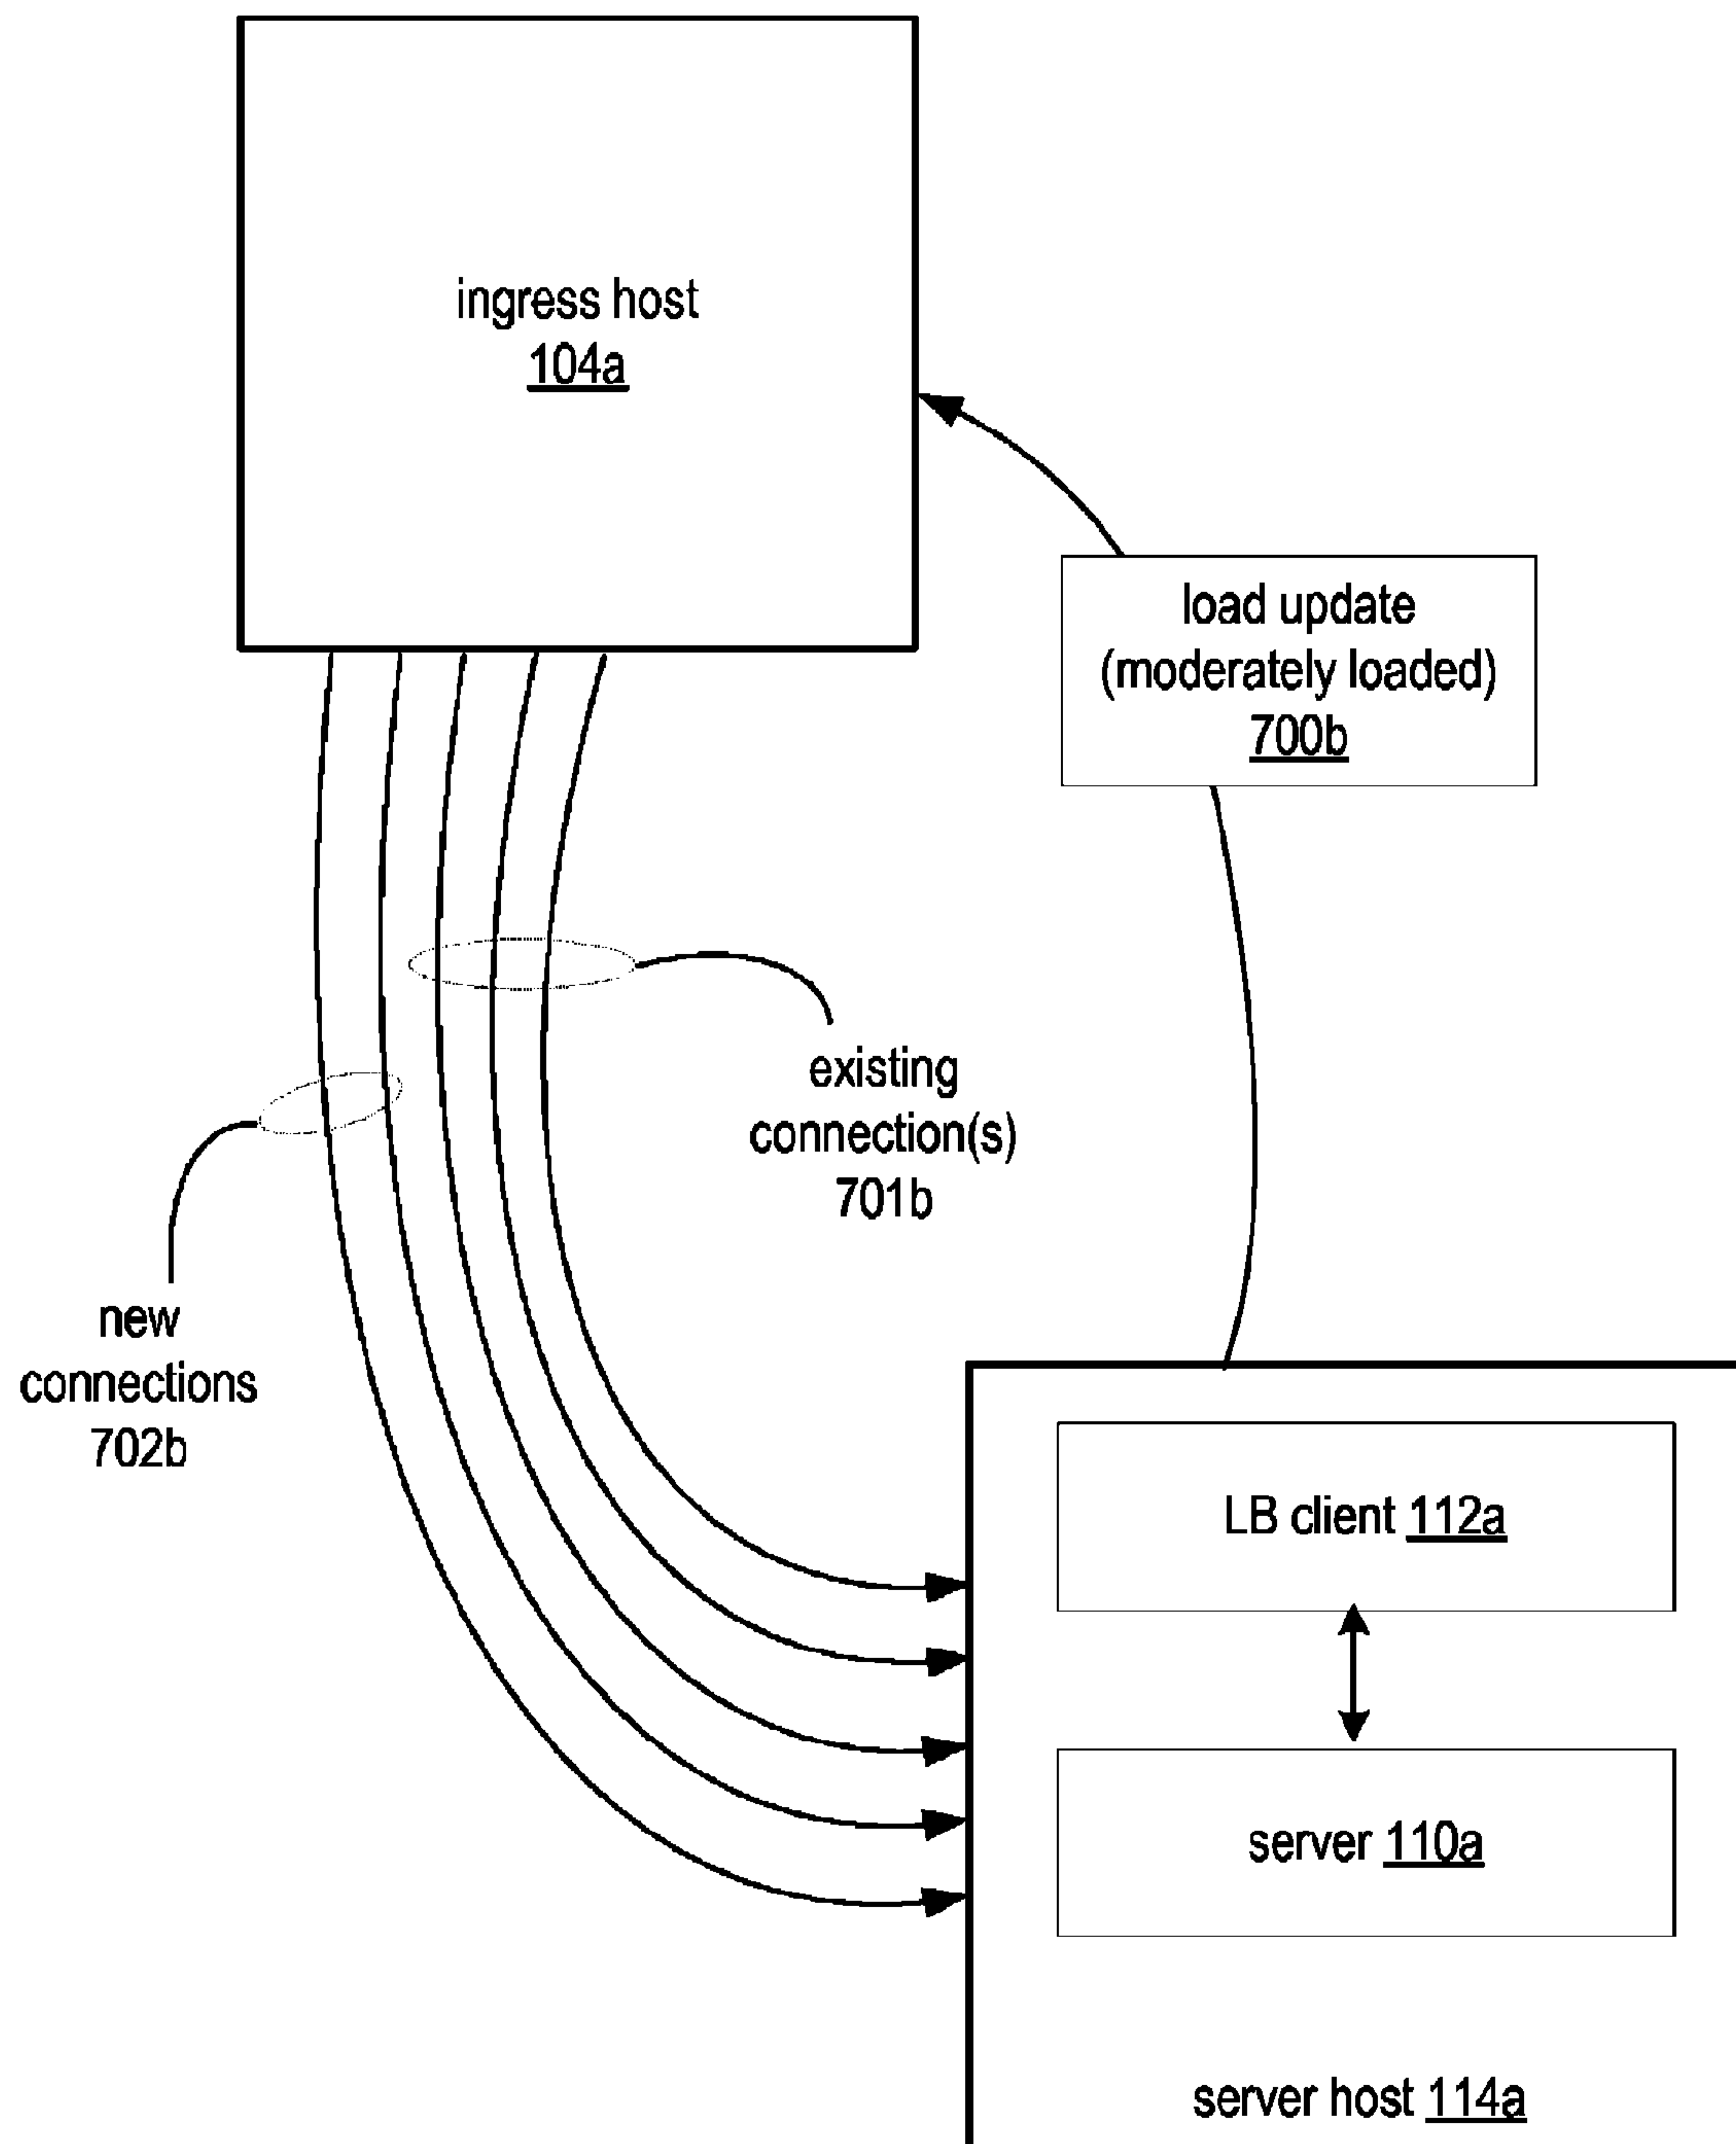 ingress host
104a
load update
(moderately loaded)
700b
existing
connection(s)
701b
new
connections
702b
LB client 112a
server 110a
server host 114a